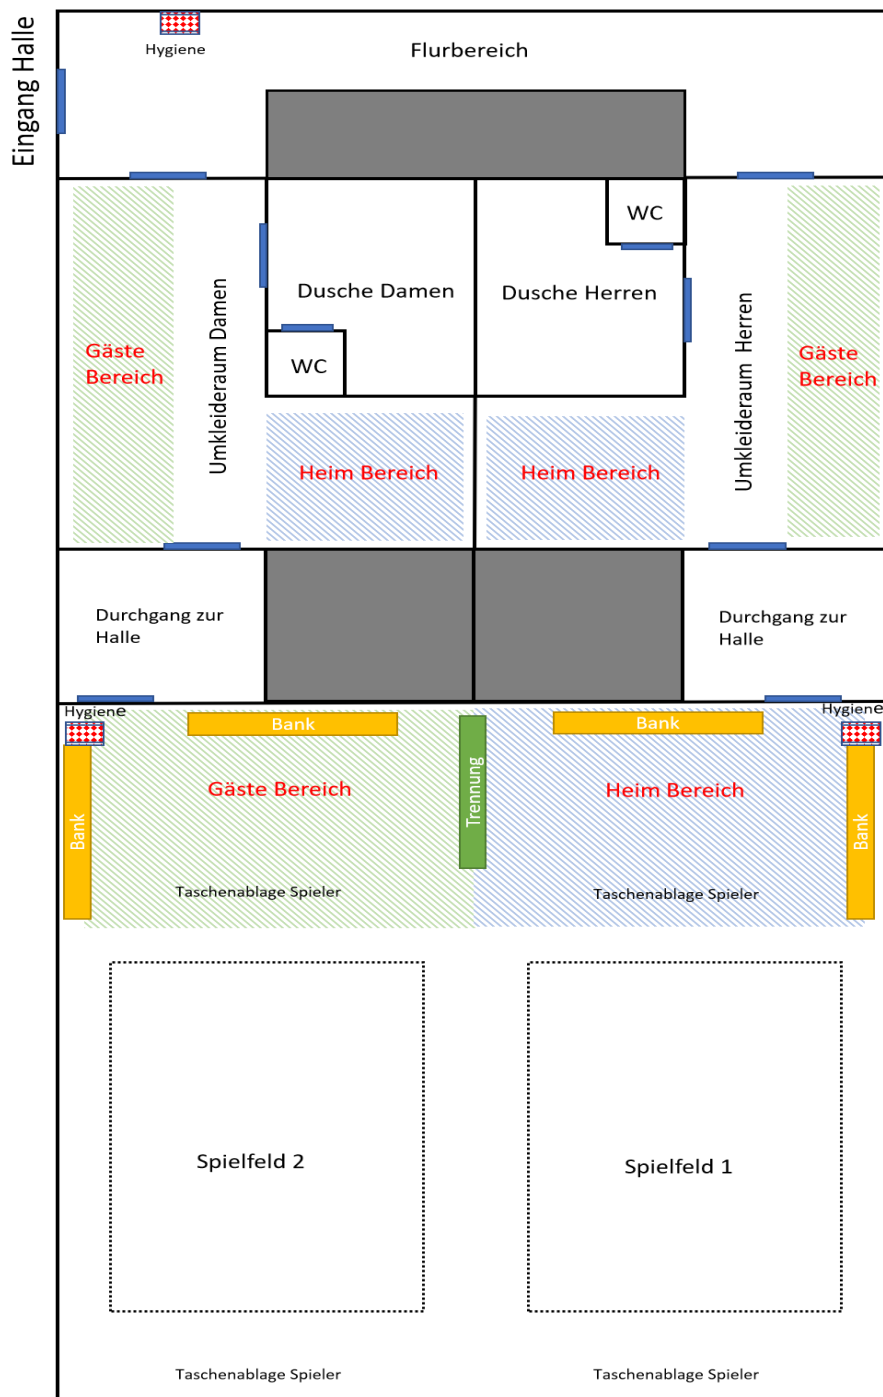 Eingang Halle
Hygiene
Flurbereich
WC
Dusche Damen
Dusche Herren
Umkleideraum Damen
Umkleideraum Herren
Gäste
Bereich
Gäste
Bereich
WC
Heim Bereich
Heim Bereich
Durchgang zur
Halle
Durchgang zur
Halle
Hygiene
Hygiene
Bank
Bank
Trennung
Gäste Bereich
Heim Bereich
Bank
Bank
Taschenablage Spieler
Taschenablage Spieler
Spielfeld 2
Spielfeld 1
Taschenablage Spieler
Taschenablage Spieler